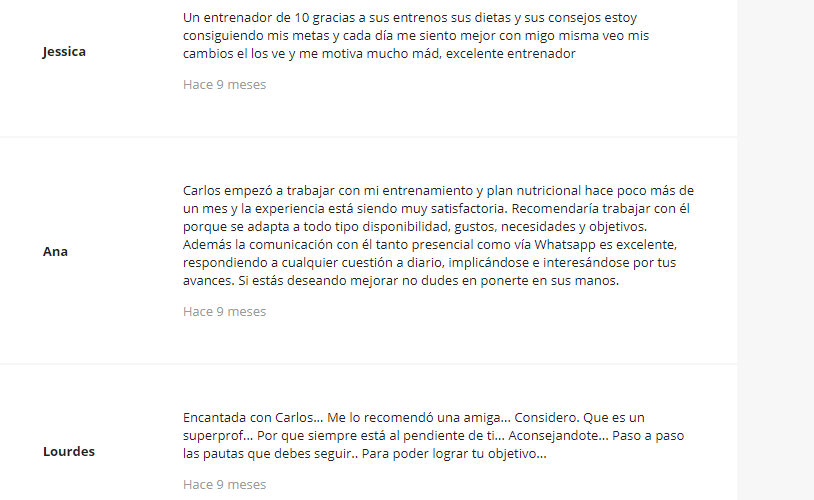 Un entrenador de 10 gracias a sus entrenos sus dietas y sus consejos estoy
consiguiendo mis metas y cada día me siento mejor con migo misma veo mis
Jessica
cambios el los ve y me motiva mucho mád, excelente entrenador
Hace 9 meses
Carlos empezó a trabajar con mi entrenamiento y plan nutricional hace poco más de
un mes y la experiencia está siendo muy satisfactoria. Recomendaría trabajar con él
porque se adapta a todo tipo disponibilidad, gustos, necesidades y objetivos.
Además la comunicación con él tanto presencial como vía Whatsapp es excelente,
Ana
respondiendo a cualquier cuestión a diario, implicándose e interesándose por tus
avances. Si estás deseando mejorar no dudes en ponerte en sus manos.
Hace 9 meses
Encantada con Carlos... Me lo recomendó una amiga... Considero. Que es un
superprof... Por que siempre está al pendiente de ti... Aconsejandote... Paso a paso
Lourdes
las pautas que debes seguir.. Para poder lograr tu objetivo...
Hace 9 meses